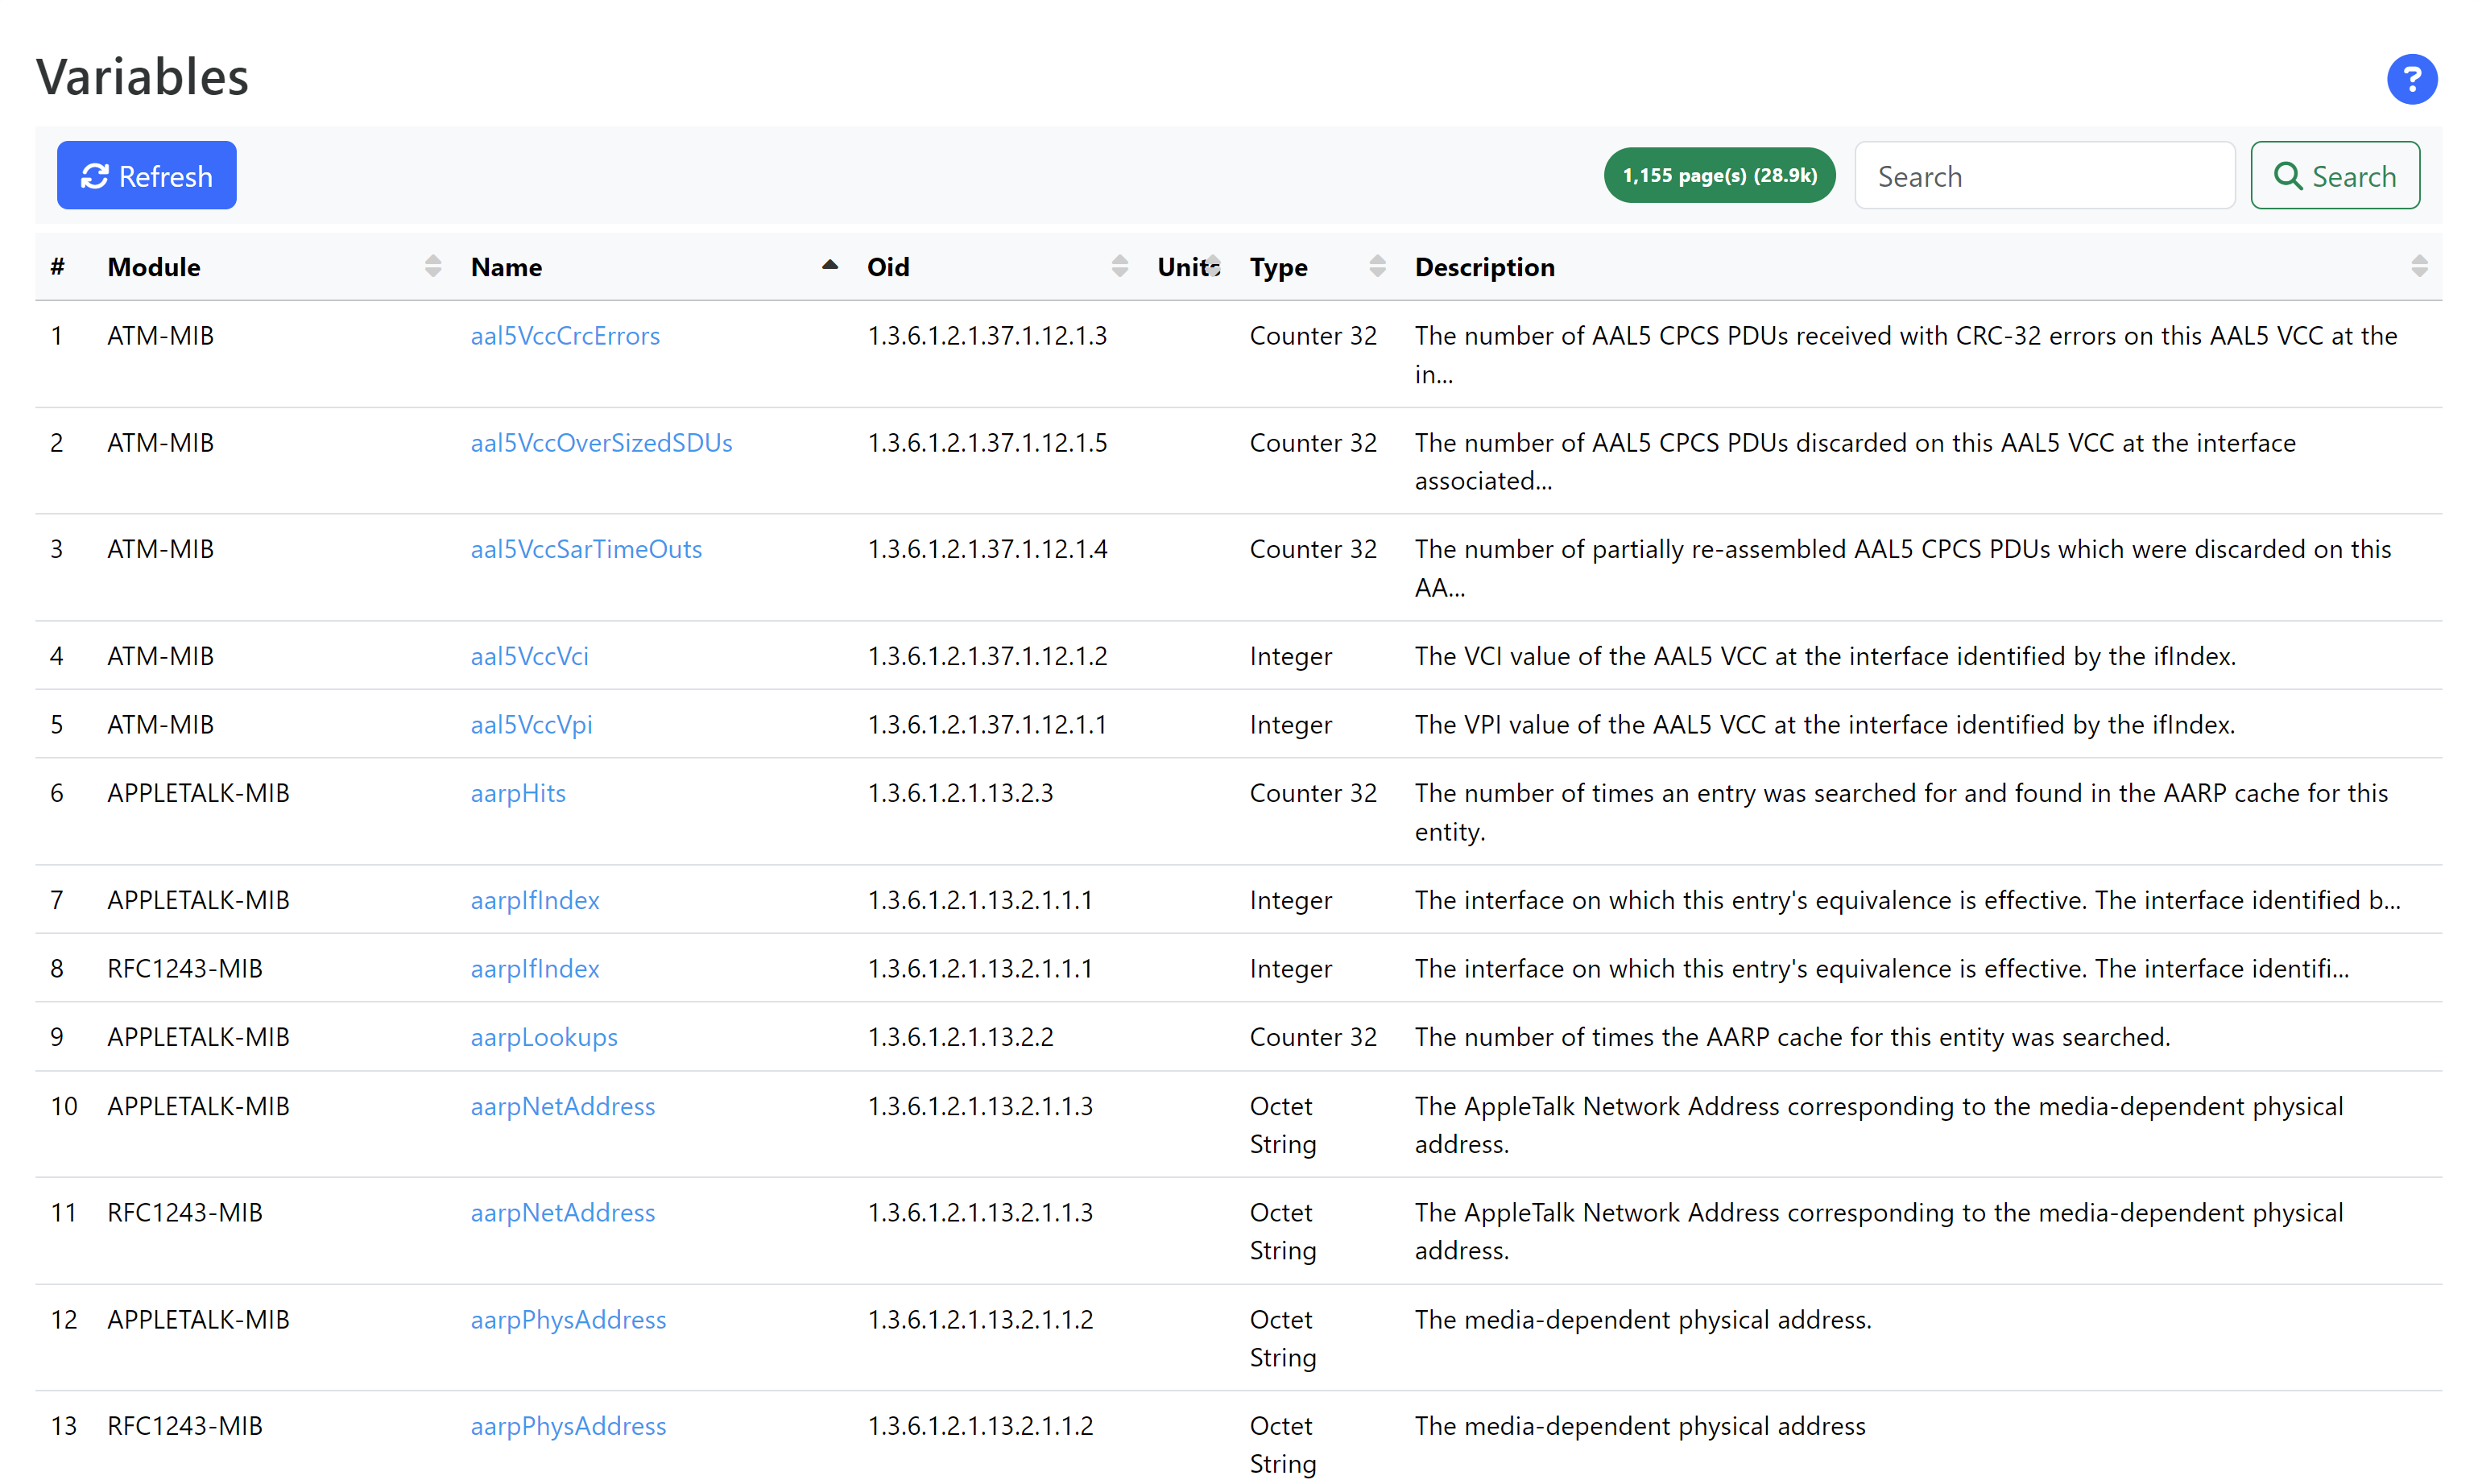 Variables
?
Refresh
1,155 page(s) (28.9k)
Search
Search
# Module Name Oid Units Type Description
1 ATM-MIB aal5VccCrcErrors 1.3.6.1.2.1.37.1.12.1.3 Counter 32 The number of AAL5 CPCS PDUs received with CRC-32 errors on this AAL5 VCC at the
in...
2 ATM-MIB aal5VccOverSizedSDUs 1.3.6.1.2.1.37.1.12.1.5 Counter 32 The number of AAL5 CPCS PDUs discarded on this AAL5 VCC at the interface
associated...
3 ATM-MIB aal5VccSarTimeOuts 1.3.6.1.2.1.37.1.12.1.4 Counter 32 The number of partially re-assembled AAL5 CPCS PDUs which were discarded on this
AA...
4 ATM-MIB aal5VccVci 1.3.6.1.2.1.37.1.12.1.2 Integer The VCI value of the AAL5 VCC at the interface identified by the ifIndex.
5 ATM-MIB aal5VccVpi 1.3.6.1.2.1.37.1.12.1.1 Integer The VPI value of the AAL5 VCC at the interface identified by the ifIndex.
6 APPLETALK-MIB aarpHits 1.3.6.1.2.1.13.2.3 Counter 32 The number of times an entry was searched for and found in the AARP cache for this
entity.
7 APPLETALK-MIB aarpIfIndex 1.3.6.1.2.1.13.2.1.1.1 Integer The interface on which this entry's equivalence is effective. The interface identified b...
8 RFC1243-MIB aarpIfIndex 1.3.6.1.2.1.13.2.1.1.1 Integer The interface on which this entry's equivalence is effective. The interface identifi...
9 APPLETALK-MIB aarpLookups 1.3.6.1.2.1.13.2.2 Counter 32 The number of times the AARP cache for this entity was searched.
10 APPLETALK-MIB aarpNetAddress 1.3.6.1.2.1.13.2.1.1.3 Octet The AppleTalk Network Address corresponding to the media-dependent physical
String address.
11 RFC1243-MIB aarpNetAddress 1.3.6.1.2.1.13.2.1.1.3 Octet The AppleTalk Network Address corresponding to the media-dependent physical
String address.
12 APPLETALK-MIB aarpPhysAddress 1.3.6.1.2.1.13.2.1.1.2 Octet The media-dependent physical address.
String
13 RFC1243-MIB aarpPhysAddress 1.3.6.1.2.1.13.2.1.1.2 Octet The media-dependent physical address
String